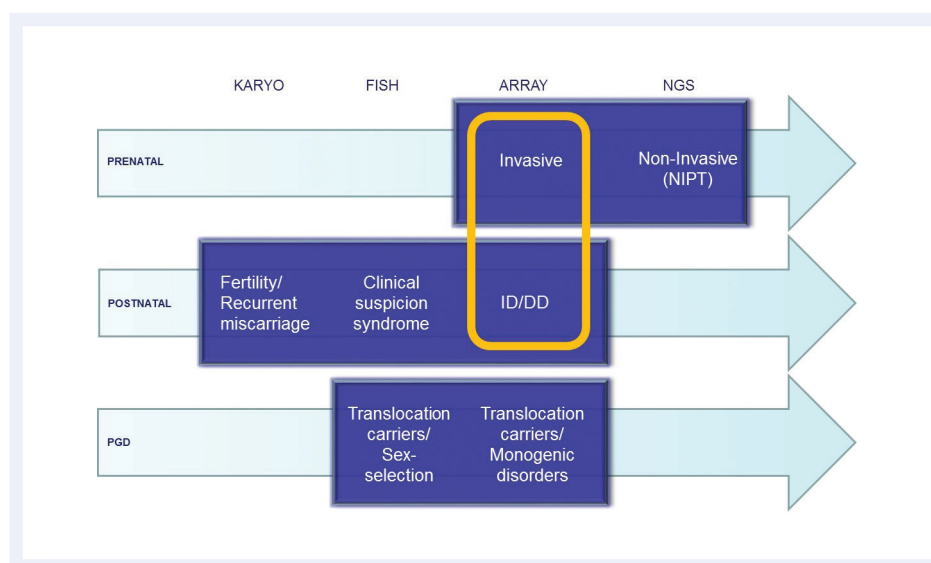 KARYO FISH ARRAY NGS
PRENATAL
Invasive
Non-Invasive
(NIPT)
POSTNATAL
Fertility/
Recurrent
miscarriage
Clinical
suspicion
syndrome
ID/DD
PGD
Translocation
carriers/
Sex-
selection
Translocation
carriers/
Monogenic
disorders